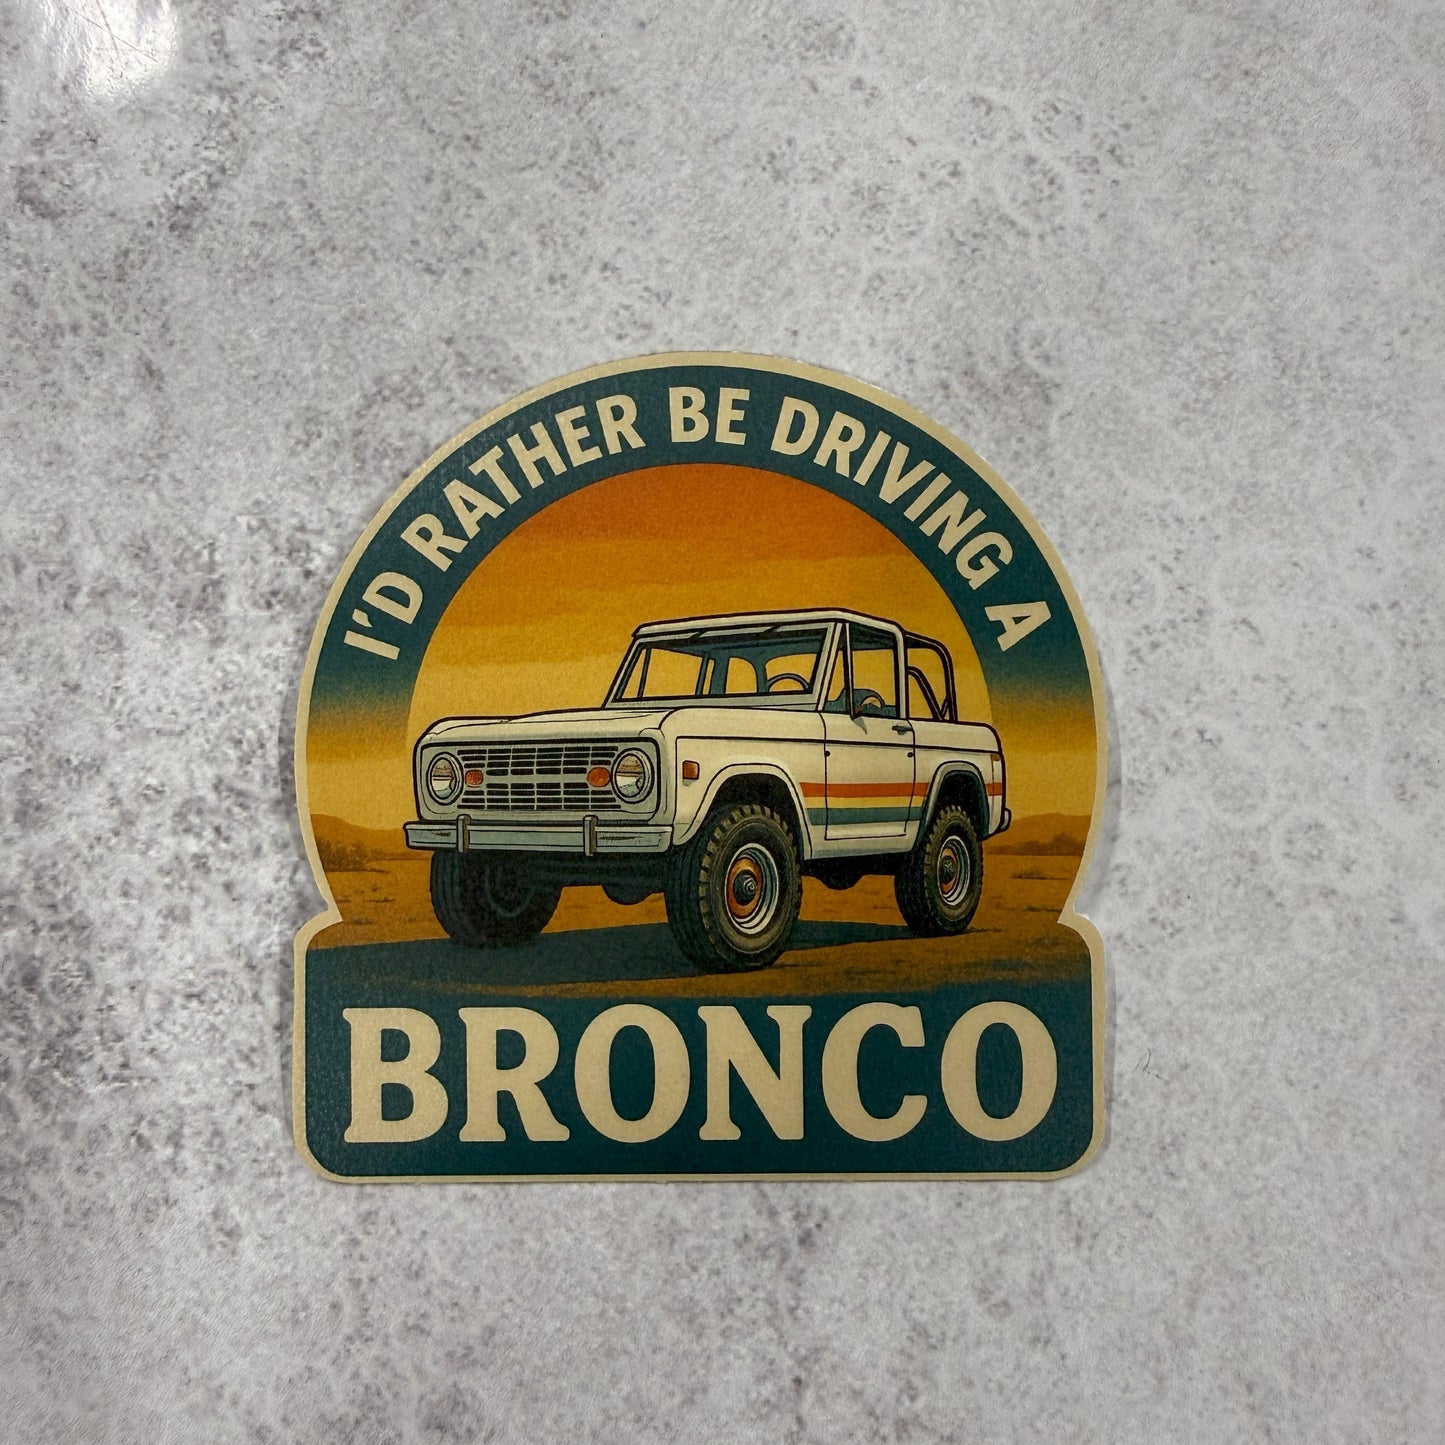 I'D RATHER BE DRIVING A
BRONCO